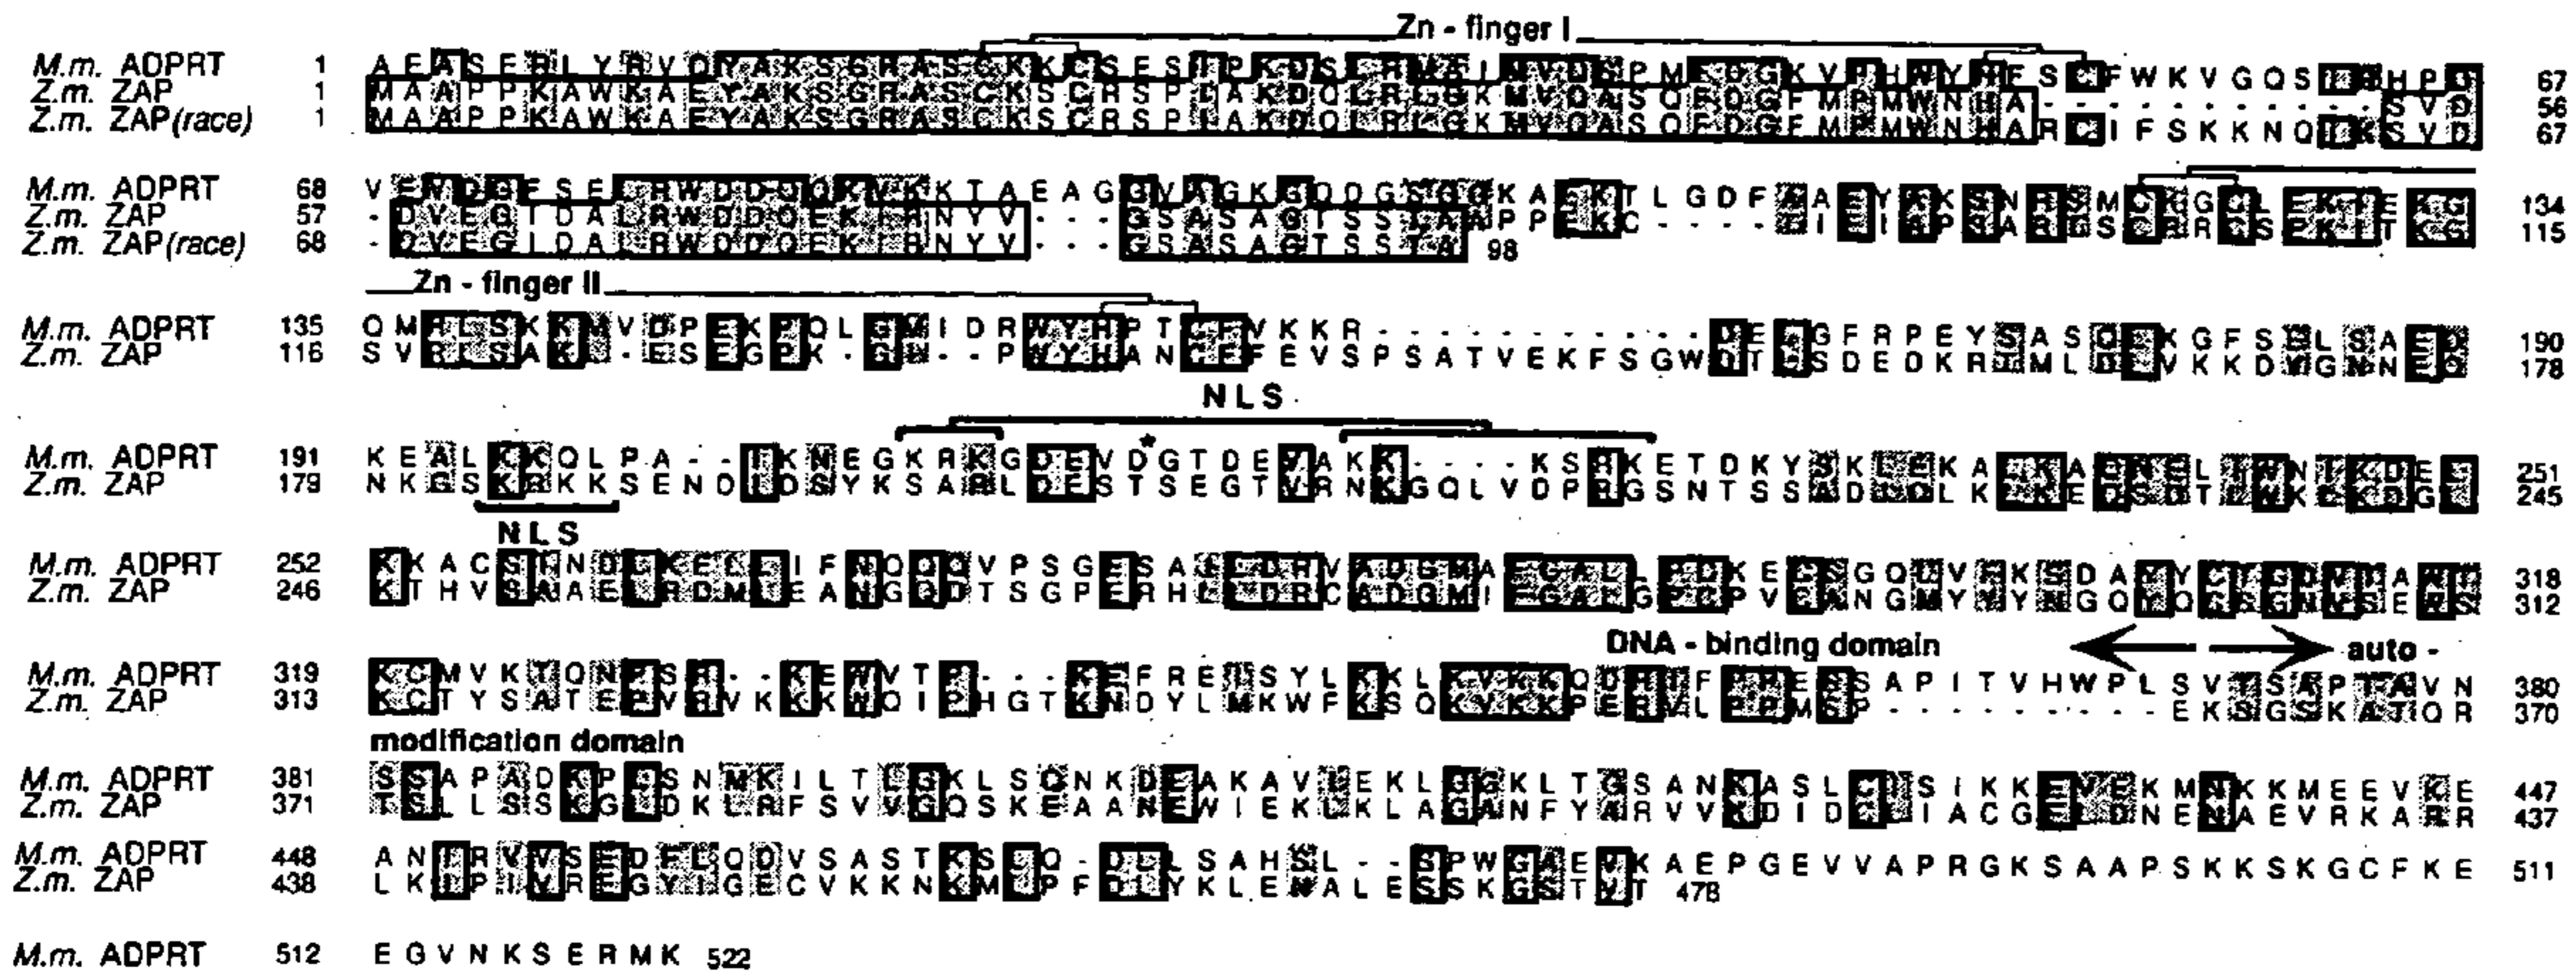 Zn - finger I
M.m. ADPRT 1 A E A S E R L Y R V D Y A K S G R A S C K K C S E S I P K D S L R M A I M V D S P M F D G K V P H W Y H F S C F W K V G Q S I H P D 67
Z.m. ZAP 1 M A A P P K A W K A E Y A K S G R A S C K S C R S P I A K D Q L R L G K M V Q A S Q F D G F M P M W N H A - - - - - - - - - - - S V D 56
Z.m. ZAP(race) 1 M A A P P K A W K A E Y A K S G R A S C K S C R S P I A K D Q L R L G K M V Q A S Q F D G F M P M W N H A R C I F S K K N Q I K S V D 67
M.m. ADPRT 68 V E V D G F S E L R W D D Q Q K V K K T A E A G G V A G K G Q D G S G G K A E K T L G D F A A E Y A K S N R S M C K G C L E K I E K G 134
Z.m. ZAP 57 - D V E G I D A L R W D D Q E K I R N Y V - - - G S A S A G T S S T A A P P E K C - - - - T I E I A P S A R T S C R R C S E K I T K G 115
Z.m. ZAP(race) 68 - D V E G I D A L R W D D Q E K I R N Y V - - - G S A S A G T S S T A 98
Zn - finger II
M.m. ADPRT 135 Q M R L S K K M V D P E K P Q L G M I D R W Y H P T C F V K K R - - - - - - - - - - - D E L G F R P E Y S A S Q L K G F S L L S A E D 190
Z.m. ZAP 116 S V R L S A K L - E S E G P K - G W - - P W Y H A N C F F E V S P S A T V E K F S G W D T L S D E D K R T M L D L V K K D V G N N E Q 178
NLS
*
M.m. ADPRT 191 K E A L K K Q L P A - - I K N E G K R K G D E V D G T D E V A K K - - - - K S R K E T D K Y S K L E K A L K A Q N E L I W N I K D E L 251
Z.m. ZAP 179 N K G S K R K K S E N D I D S Y K S A R L D E S T S E G T V R N K G Q L V D P R G S N T S S A D I Q L K L K E Q S D T L W K L K D G L 245
NLS
M.m. ADPRT 252 K K A C S T N D L K E L L I F N Q Q Q V P S G E S A I L D R V A D G M A F G A L L P C K E C S G Q L V F K S D A Y Y C T G D V T A W T 318
Z.m. ZAP 246 K T H V S A A E L R D M L E A N G Q D T S G P E R H L L D R C A D G M I F G A L G P C P V C A N G M Y Y Y N G Q Y Q C S G N V S E W S 312
DNA - binding domain auto -
M.m. ADPRT 319 K C M V K T Q N P S R - - K E W V T P - - - K E F R E I S Y L K K L K V K K Q D R I F P P E S S A P I T V H W P L S V T S A P T A V N 380
Z.m. ZAP 313 K C T Y S A T E P V R V K K K W Q I P H G T K N D Y L M K W F K S Q K V K K P E R V L P P M S P - - - - - - - - - E K S G S K A T Q R 370
modification domain
M.m. ADPRT 381 S S A P A D K P L S N M K I L T L G K L S Q N K D E A K A V I E K L G G K L T G S A N K A S L C I S I K K E V E K M N K K M E E V K E 447
Z.m. ZAP 371 T S L L S S K G L D K L R F S V V G Q S K E A A N E W I E K L K L A G A N F Y A R V V K D I D C L I A C G E L D N E N A E V R K A R R 437
M.m. ADPRT 448 A N I R V V S E D F L Q D V S A S T K S L Q - D L L S A H S L - - S P W G A E V K A E P G E V V A P R G K S A A P S K K S K G C F K E 511
Z.m. ZAP 438 L K I P I V R E G Y I G E C V K K N K M L P F D L Y K L E N A L E S S K G S T V T 478
M.m. ADPRT 512 E G V N K S E R M K 522